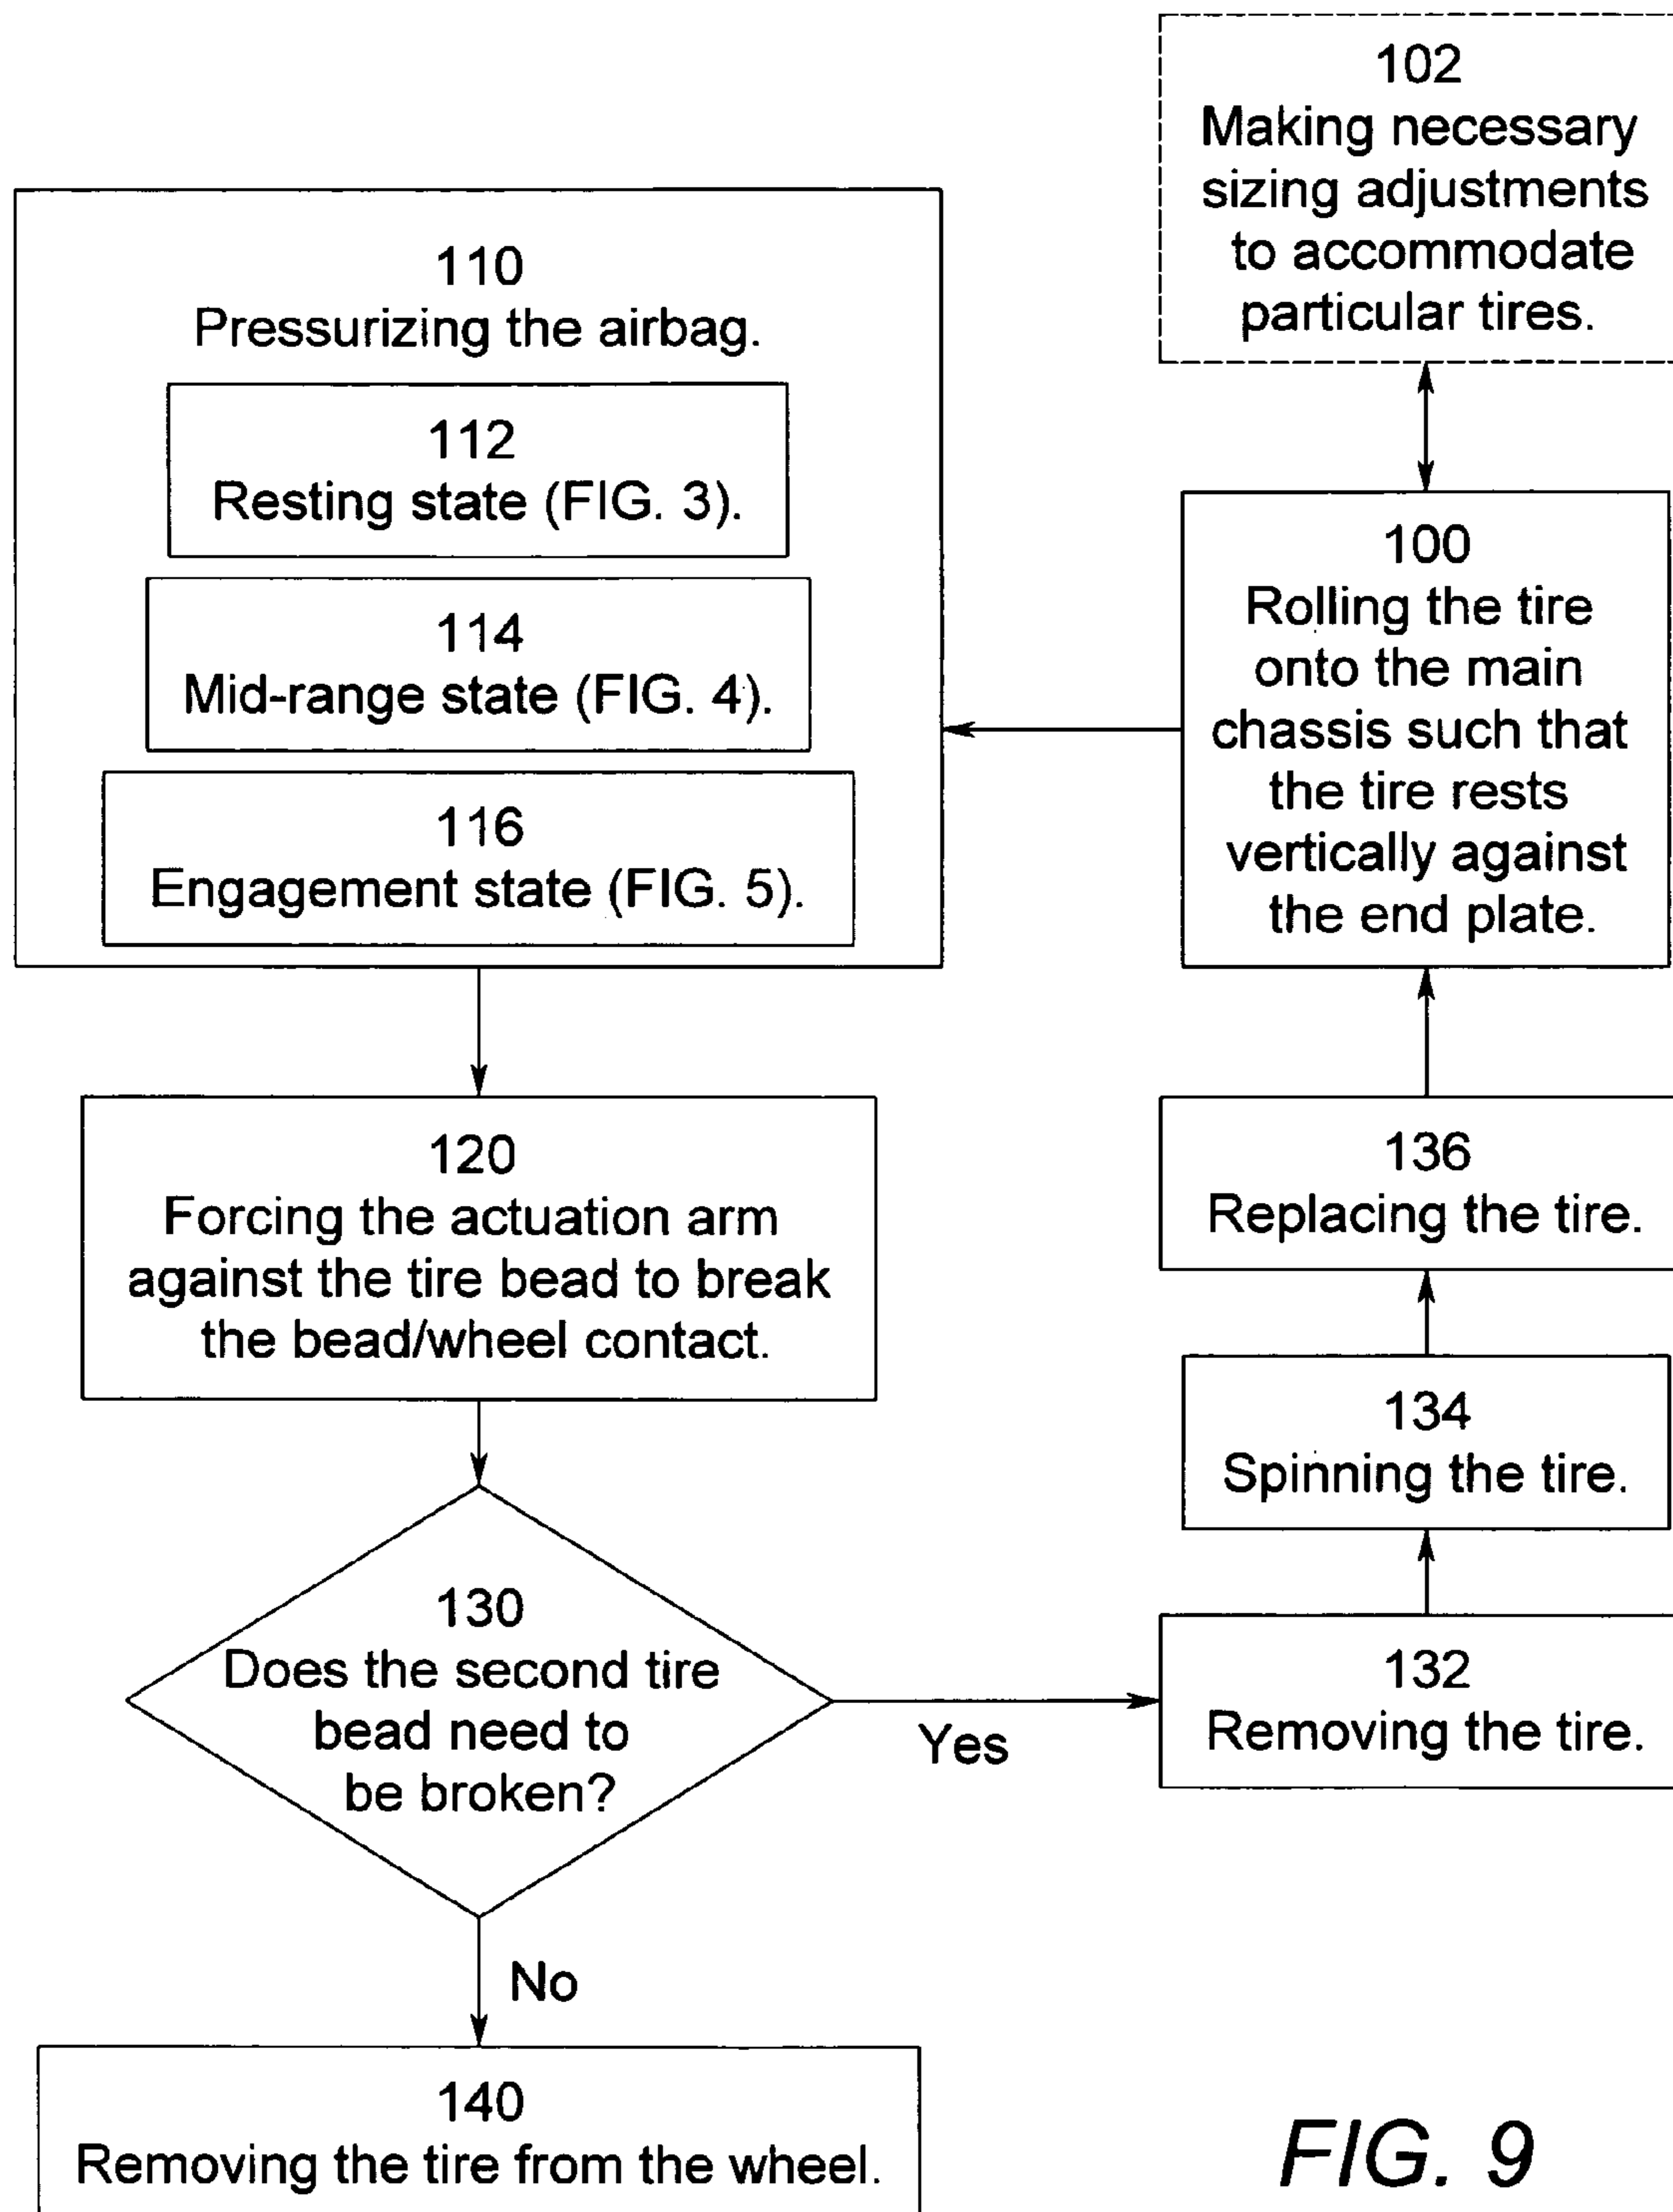 102
Making necessary
sizing adjustments
to accommodate
particular tires.
110
Pressurizing the airbag.
112
Resting state (FIG. 3).
114
Mid-range state (FIG. 4).
116
Engagement state (FIG. 5).
100
Rolling the tire
onto the main
chassis such that
the tire rests
vertically against
the end plate.
120
Forcing the actuation arm
against the tire bead to break
the bead/wheel contact.
136
Replacing the tire.
134
Spinning the tire.
130
Does the second tire
bead need to
be broken?
Yes
132
Removing the tire.
No
140
Removing the tire from the wheel.
FIG. 9